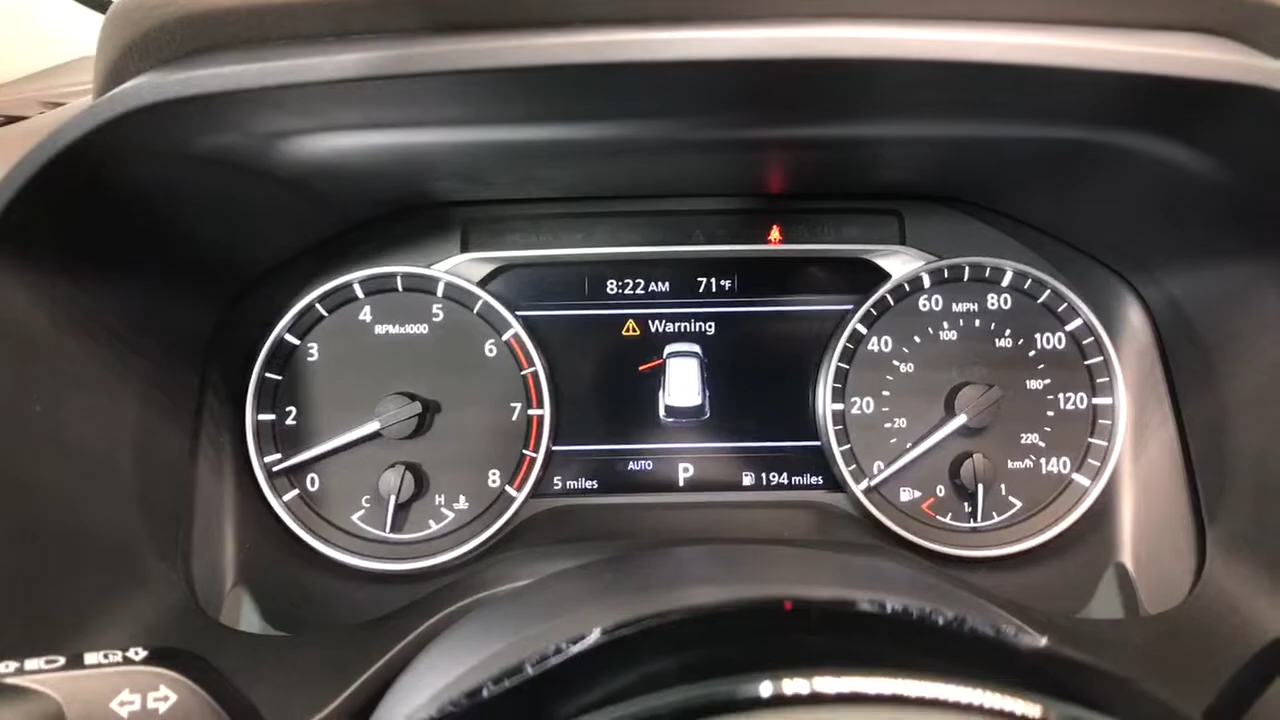 8:22 AM 71°F
Warning
4 5
RPMx1000
3 6
2 7
0 8
C H
60 MPH 80
40 100
20 120
0 140
100 140
60 180
20 220
km/h
0 1
AUTO
P
5 miles
194 miles